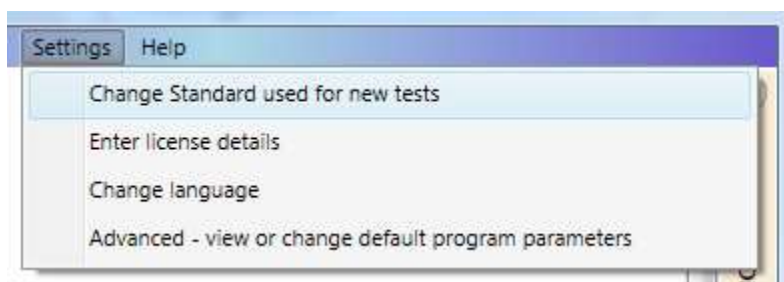 Settings Help
Change Standard used for new tests
Enter license details
Change language
Advanced - view or change default program parameters